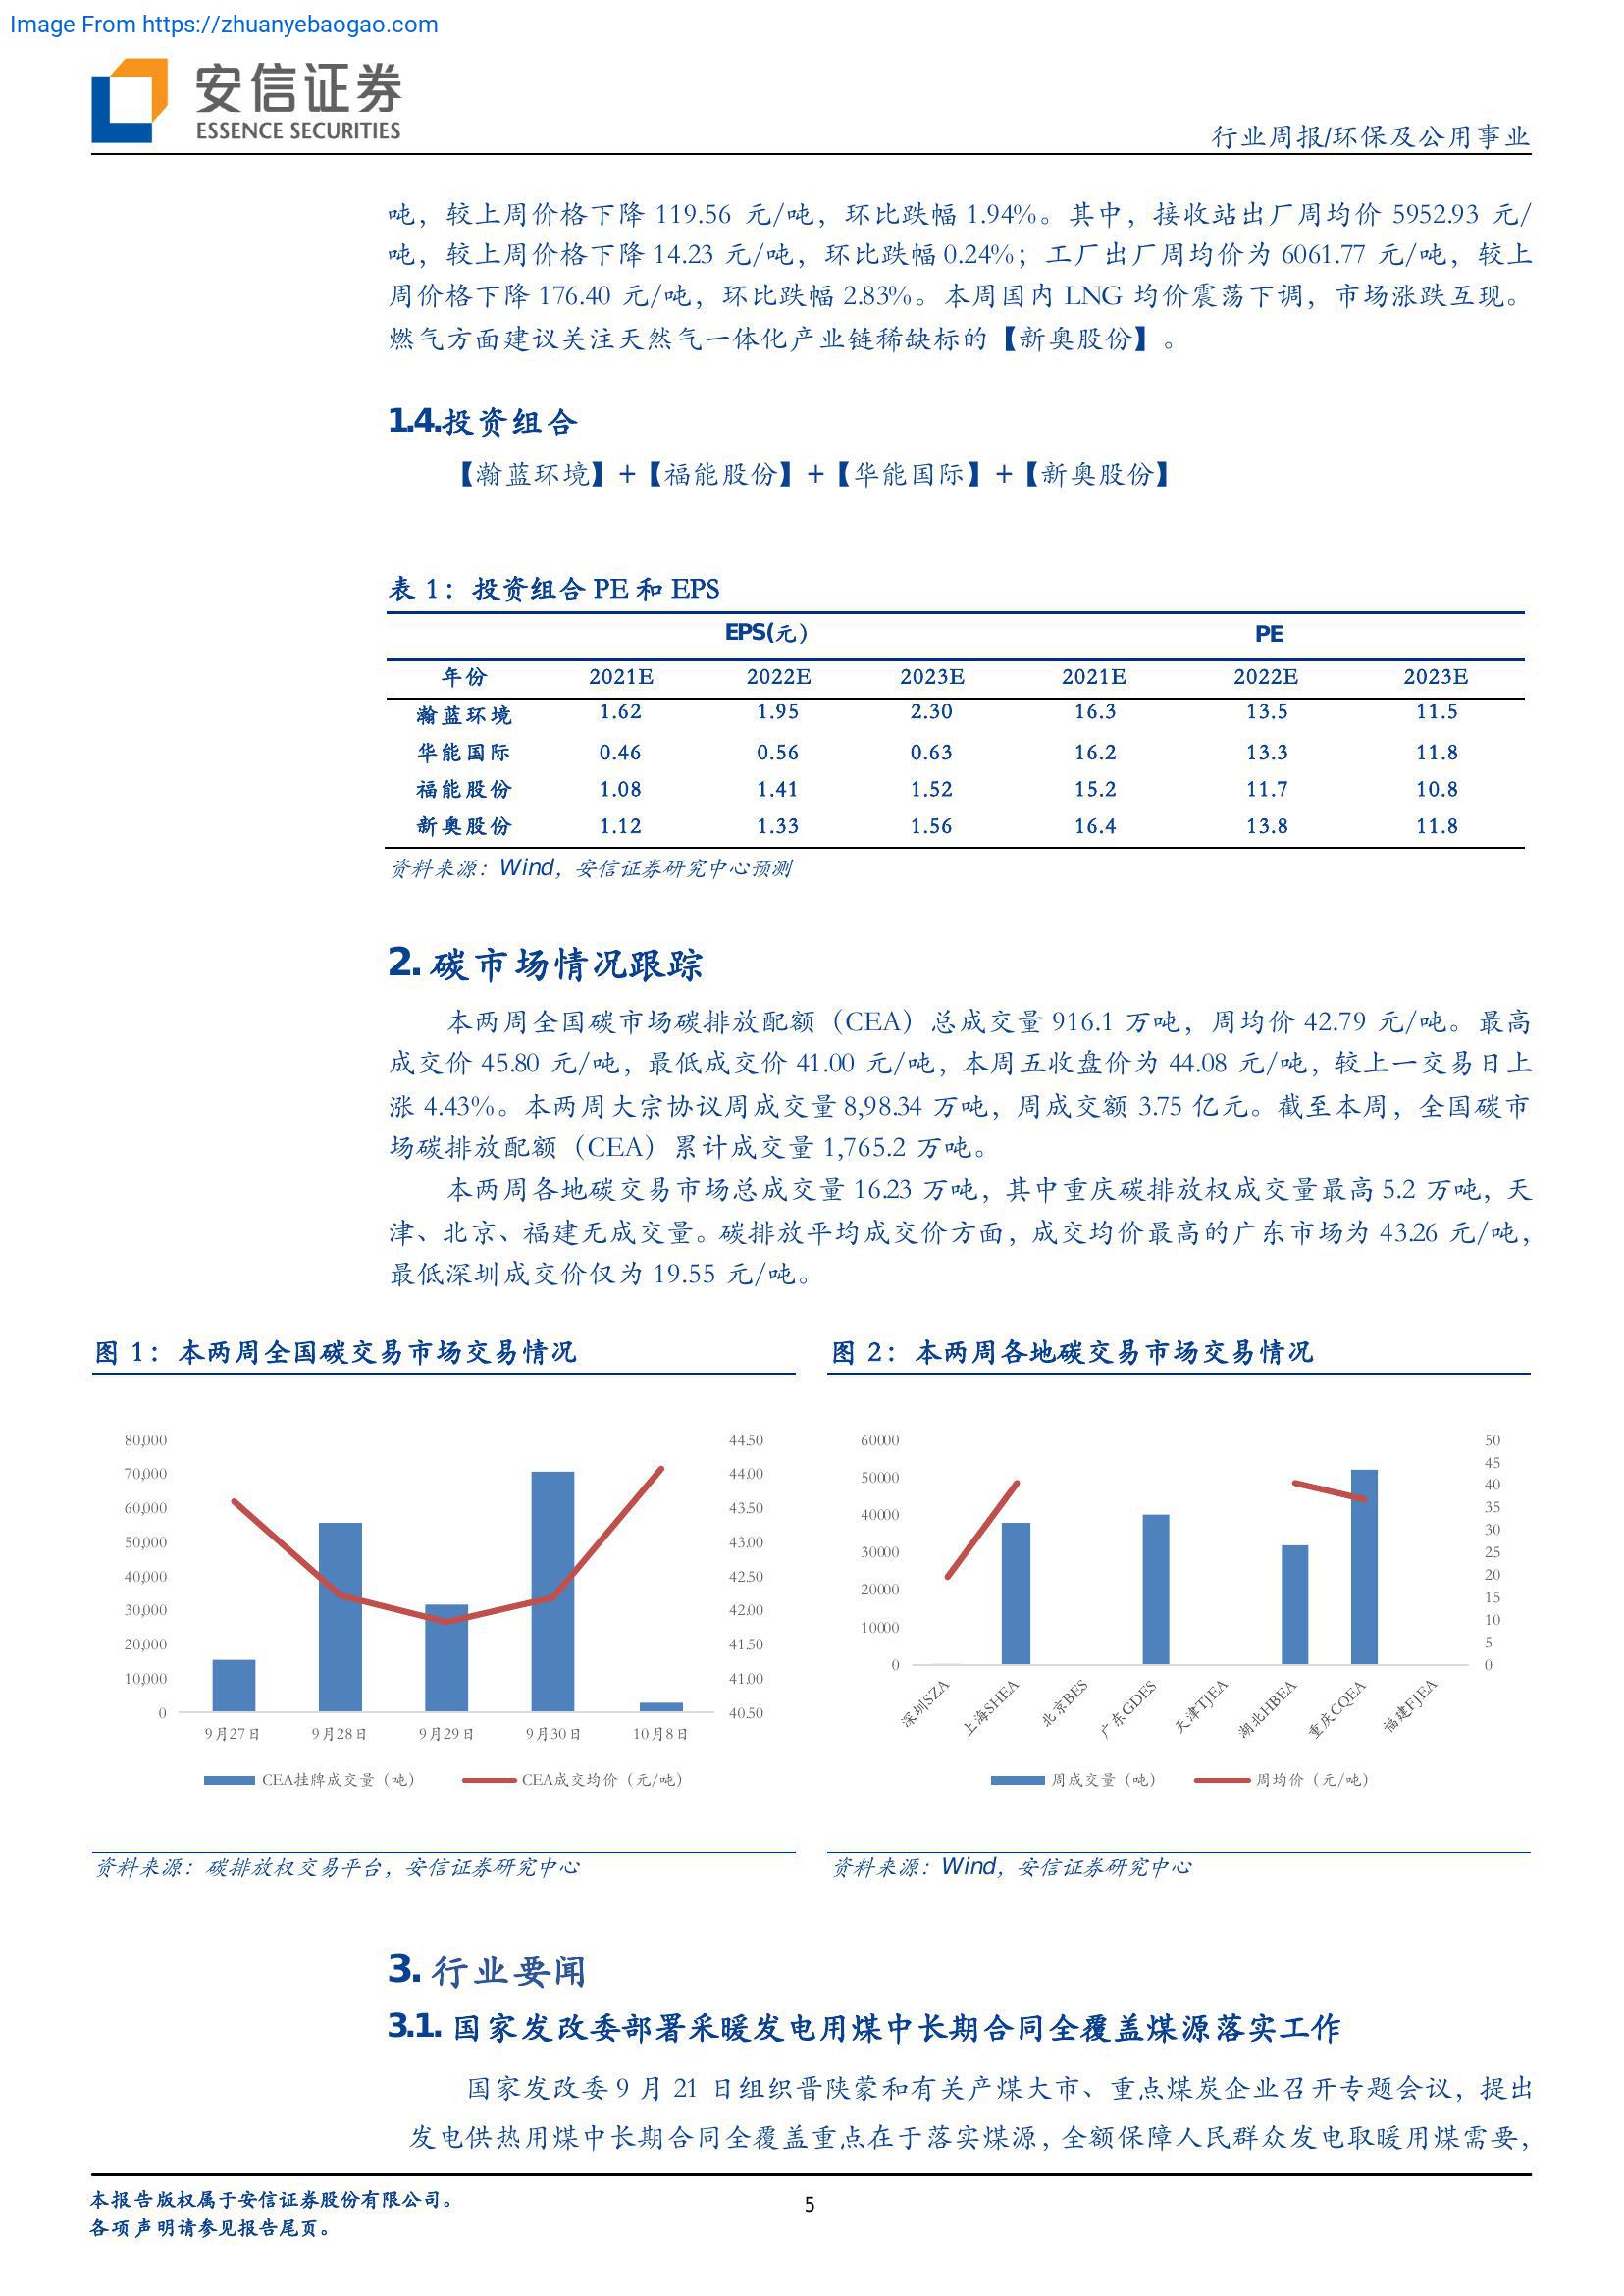 Image From https://zhuanyebaogao.com
安信证券
ESSENCE SECURITIES
行业周报/环保及公用事业
吨，较上周价格下降 119.56 元/吨，环比跌幅 1.94%。其中，接收站出厂周均价 5952.93 元/
吨，较上周价格下降 14.23 元/吨，环比跌幅 0.24%；工厂出厂周均价为 6061.77 元/吨，较上
周价格下降 176.40 元/吨，环比跌幅 2.83%。本周国内 LNG 均价震荡下调，市场涨跌互现。
燃气方面建议关注天然气一体化产业链稀缺标的【新奥股份】。
1.4.投资组合
【瀚蓝环境】+【福能股份】+【华能国际】+【新奥股份】
表 1：投资组合 PE 和 EPS
EPS(元） PE
年份 2021E 2022E 2023E 2021E 2022E 2023E
瀚蓝环境 1.62 1.95 2.30 16.3 13.5 11.5
华能国际 0.46 0.56 0.63 16.2 13.3 11.8
福能股份 1.08 1.41 1.52 15.2 11.7 10.8
新奥股份 1.12 1.33 1.56 16.4 13.8 11.8
资料来源：Wind，安信证券研究中心预测
2. 碳市场情况跟踪
本两周全国碳市场碳排放配额（CEA）总成交量 916.1 万吨，周均价 42.79 元/吨。最高
成交价 45.80 元/吨，最低成交价 41.00 元/吨，本周五收盘价为 44.08 元/吨，较上一交易日上
涨 4.43%。本两周大宗协议周成交量 8,98.34 万吨，周成交额 3.75 亿元。截至本周，全国碳市
场碳排放配额（CEA）累计成交量 1,765.2 万吨。
本两周各地碳交易市场总成交量 16.23 万吨，其中重庆碳排放权成交量最高 5.2 万吨，天
津、北京、福建无成交量。碳排放平均成交价方面，成交均价最高的广东市场为 43.26 元/吨，
最低深圳成交价仅为 19.55 元/吨。
图 1：本两周全国碳交易市场交易情况
80,000 44.50
70,000 44.00
60,000 43.50
50,000 43.00
40,000 42.50
30,000 42.00
20,000 41.50
10,000 41.00
0 40.50
9月27日 9月28日 9月29日 9月30日 10月8日
CEA挂牌成交量（吨） CEA成交均价（元/吨）
资料来源：碳排放权交易平台，安信证券研究中心
图 2：本两周各地碳交易市场交易情况
60000
50000
40000
30000
20000
10000
0
50
45
40
35
30
25
20
15
10
5
0
深圳SZA 上海SHEA 北京BES 广东GDES 天津TJEA 湖北HBEA 重庆CQEA 福建FJEA
周成交量（吨） 周均价（元/吨）
资料来源：Wind，安信证券研究中心
3. 行业要闻
3.1. 国家发改委部署采暖发电用煤中长期合同全覆盖煤源落实工作
国家发改委 9 月 21 日组织晋陕蒙和有关产煤大市、重点煤炭企业召开专题会议，提出
发电供热用煤中长期合同全覆盖重点在于落实煤源，全额保障人民群众发电取暖用煤需要，
本报告版权属于安信证券股份有限公司。
各项声明请参见报告尾页。
5